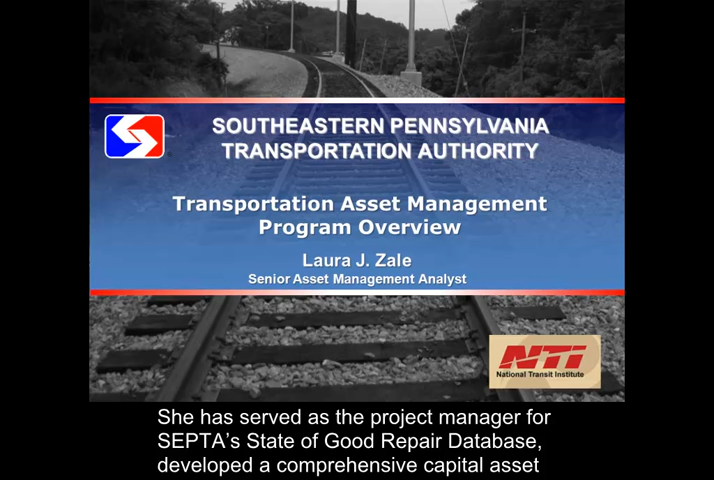 SOUTHEASTERN PENNSYLVANIA
TRANSPORTATION AUTHORITY
Transportation Asset Management
Program Overview
Laura J. Zale
Senior Asset Management Analyst
NTI
National Transit Institute
She has served as the project manager for
SEPTA’s State of Good Repair Database,
developed a comprehensive capital asset